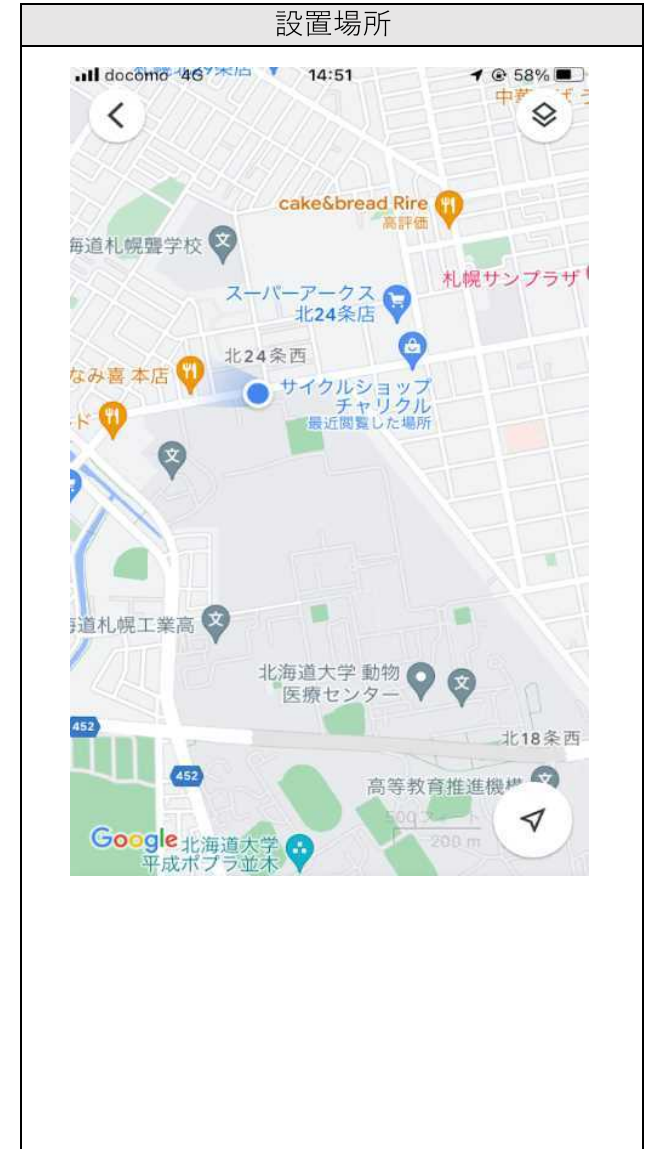 設置場所
docomo 4G
14:51
58%
cake&bread Rire
高評価
海道札幌聾学校
札幌サンプラザ
スーパーアークス
北24条店
北24条西
なみ喜 本店
サイクルショップ
チャリクル
最近閲覧した場所
ド
道札幌工業高
北海道大学 動物
医療センター
452
北18条西
452
高等教育推進機構
500 フィート
200 m
Google
北海道大学
平成ポプラ並木